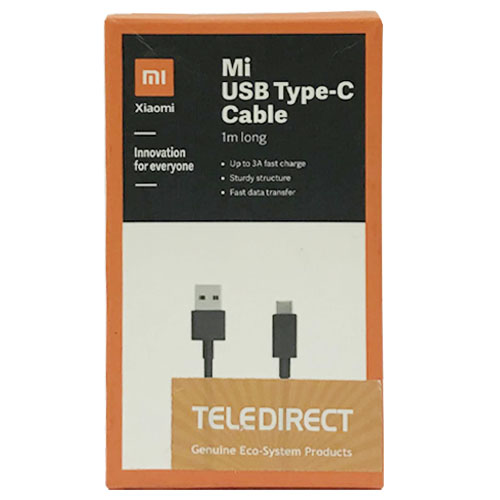 mi
Xiaomi
Innovation
for everyone
Mi
USB Type-C
Cable
1m long
• Up to 3A fast charge
• Sturdy structure
• Fast data transfer
TELEDIRECT
Genuine Eco-System Products